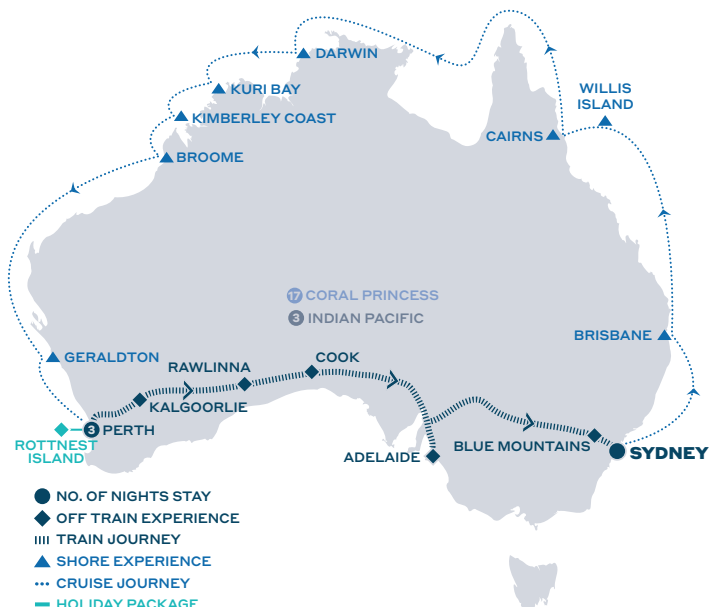 DARWIN
KURI BAY
WILLIS
ISLAND
KIMBERLEY COAST
CAIRNS
BROOME
17 CORAL PRINCESS
3 INDIAN PACIFIC
BRISBANE
GERALDTON
COOK
RAWLINNA
KALGOORLIE
3 PERTH
ROTTNEST
ISLAND
BLUE MOUNTAINS
SYDNEY
ADELAIDE
NO. OF NIGHTS STAY
OFF TRAIN EXPERIENCE
TRAIN JOURNEY
SHORE EXPERIENCE
CRUISE JOURNEY
HOLIDAY PACKAGE